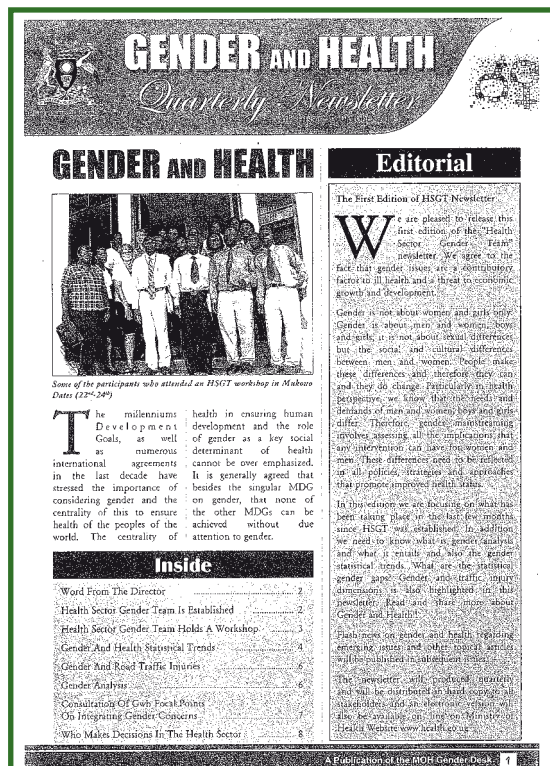 GENDER AND HEALTH
Quarterly Newsletter
GENDER AND HEALTH
Some of the participants who attended an HSGT workshop in Mukono
Dates (22nd-24th)
The millenniums
Development
Goals, as well
as numerous
international agreements
in the last decade have
stressed the importance of
considering gender and the
centrality of this to ensure
health of the peoples of the
world. The centrality of
health in ensuring human
development and the role
of gender as a key social
determinant of health
cannot be over emphasized.
It is generally agreed that
besides the singular MDG
on gender, that none of
the other MDGs can be
achieved without due
attention to gender.
Inside
Word From The Director 2
Health Sector Gender Team Is Established 2
Health Sector Gender Team Holds A Workshop 3
Gender And Health Statistical Trends 4
Gender And Road Traffic Injuries 6
Gender Analysis 6
Consultation Of Gwh Focal Points
On Integrating Gender Concerns 7
Who Makes Decisions In The Health Sector 8
Editorial
The First Edition of HSGT Newsletter
We are pleased to release this
first edition of the "Health
Sector Gender Team"
newsletter. We agree to the
fact that gender issues are a contributory
factor to ill health and a threat to economic
growth and development.
Gender is not about women and girls only.
Gender is about men and women, boys
and girls, it is not about sexual differences
but the social and cultural differences
between men and women. People make
these differences and therefore they can
and they do change. Particularly in health
perspective, we know that the needs and
demands of men and women, boys and girls
differ. Therefore, gender mainstreaming
involves assessing all the implications that
any intervention can have for women and
men. These differences need to be reflected
in all policies, strategies and approaches
that promote improved health status.
In this edition we are focusing on what has
been taking place in the last few months
since HSGT was established. In addition
we need to know what is gender analysis
and what it entails and also the gender
statistical trends. What are the statistical
gender gaps? Gender and traffic injury
dimensions is also highlighted in this
newsletter. Read and share more about
Gender and Health!
Flash news on gender and health regarding
emerging issues and other topical articles
will be published in subsequent issues.
The newsletter will produced quarterly
and will be distributed in hard copy to all
stakeholders and an electronic version will
also be available on line on Ministry of
Health Website www.health.go.ug
A Publication of the MOH Gender Desk 1